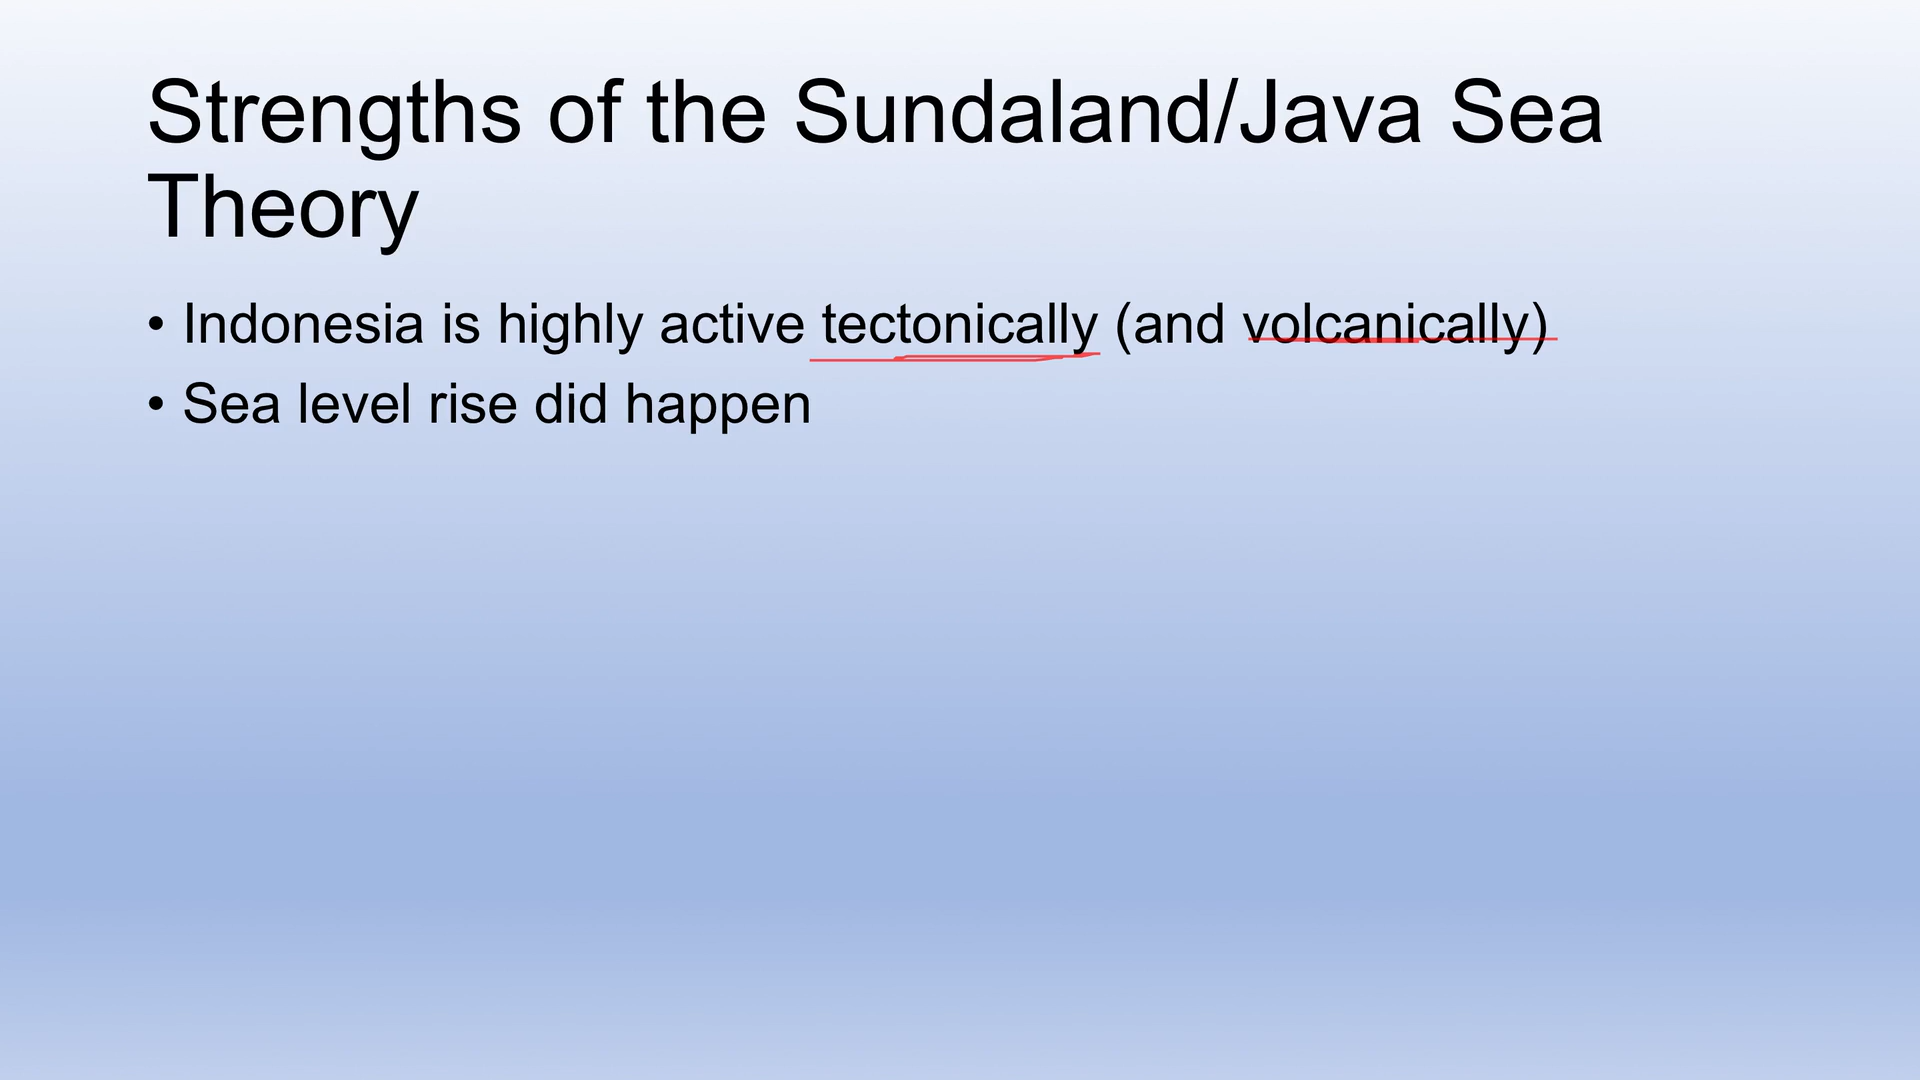 Strengths of the Sundaland/Java Sea
Theory
• Indonesia is highly active tectonically (and volcanically)
• Sea level rise did happen